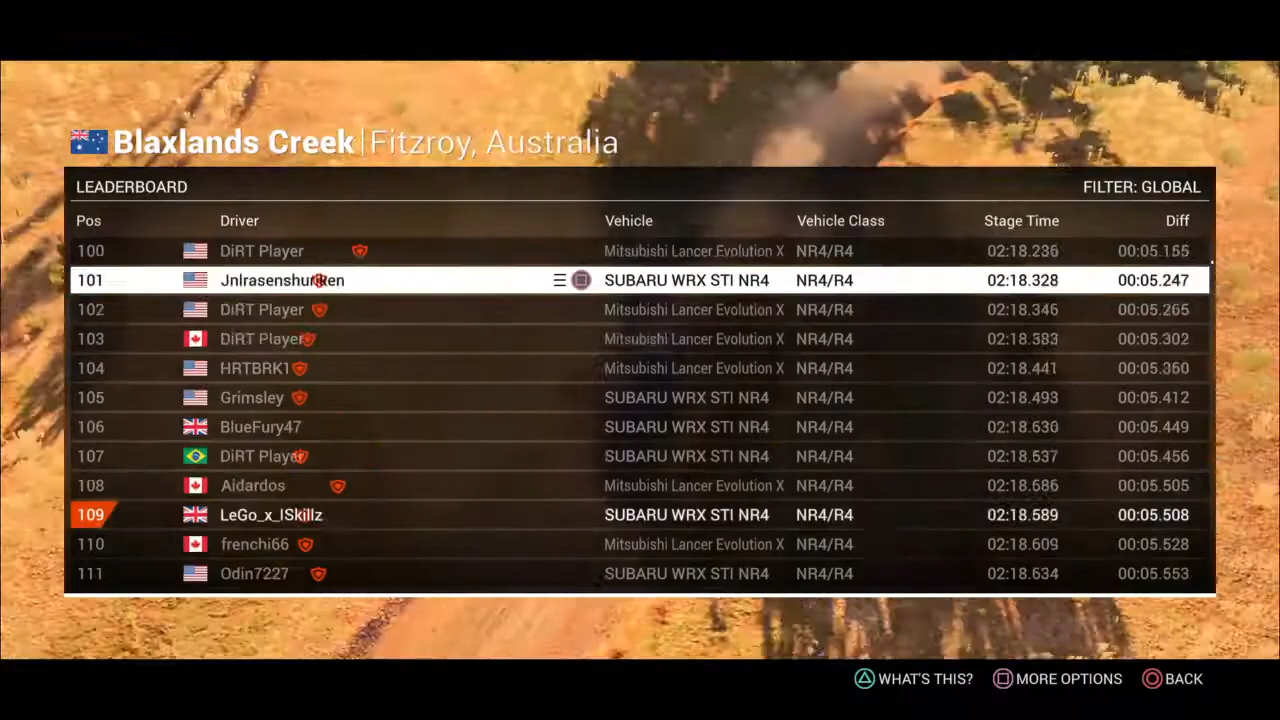 Blaxlands Creek | Fitzroy, Australia
LEADERBOARD FILTER: GLOBAL
Pos Driver Vehicle Vehicle Class Stage Time Diff
100 DiRT Player Mitsubishi Lancer Evolution X NR4/R4 02:18.236 00:05.155
101 Jnlrasenshuriken SUBARU WRX STI NR4 NR4/R4 02:18.328 00:05.247
102 DiRT Player Mitsubishi Lancer Evolution X NR4/R4 02:18.346 00:05.265
103 DiRT Player Mitsubishi Lancer Evolution X NR4/R4 02:18.383 00:05.302
104 HRTBRK1 Mitsubishi Lancer Evolution X NR4/R4 02:18.441 00:05.360
105 Grimsley SUBARU WRX STI NR4 NR4/R4 02:18.493 00:05.412
106 BlueFury47 SUBARU WRX STI NR4 NR4/R4 02:18.630 00:05.449
107 DiRT Player SUBARU WRX STI NR4 NR4/R4 02:18.537 00:05.456
108 Aidardos Mitsubishi Lancer Evolution X NR4/R4 02:18.686 00:05.505
109 LeGo_x_ISkillz SUBARU WRX STI NR4 NR4/R4 02:18.589 00:05.508
110 frenchi66 Mitsubishi Lancer Evolution X NR4/R4 02:18.609 00:05.528
111 Odin7227 SUBARU WRX STI NR4 NR4/R4 02:18.634 00:05.553
WHAT'S THIS? MORE OPTIONS BACK